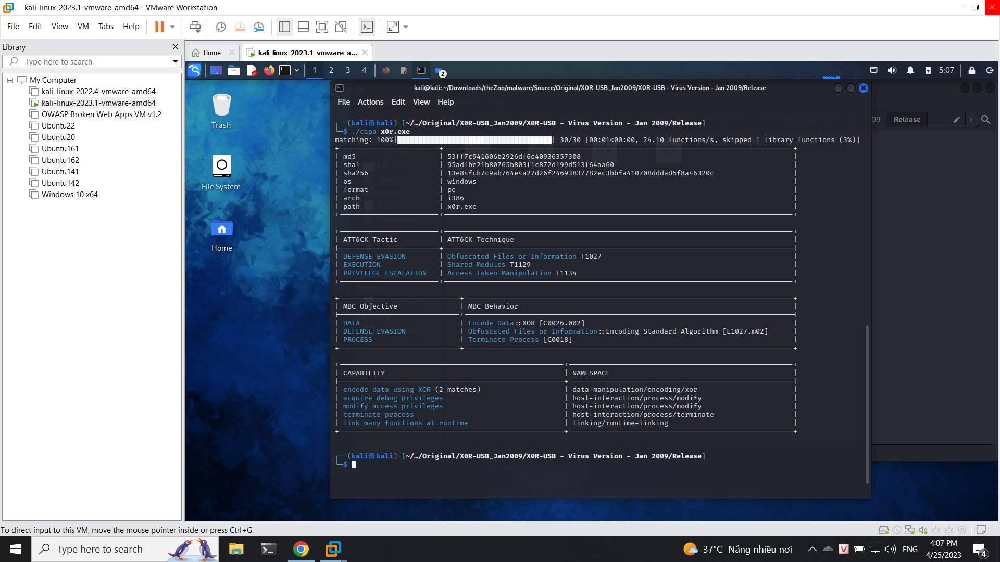 kali-linux-2023.1-vmware-amd64 - VMware Workstation
File Edit View VM Tabs Help
Library
Type here to search
My Computer
kali-linux-2022.4-vmware-amd64
kali-linux-2023.1-vmware-amd64
OWASP Broken Web Apps VM v1.2
Ubuntu22
Ubuntu20
Ubuntu161
Ubuntu162
Ubuntu141
Ubuntu142
Windows 10 x64
Home
kali-linux-2023.1-vmware-a...
1 2 3 4
2
5:07
Trash
File System
Home
kali@kali: ~/Downloads/theZoo/malware/Source/Original/X0R-USB_Jan2009/X0R-USB - Virus Version - Jan 2009/Release
File Actions Edit View Help
009 Release
(kali㉿kali)-[~/…/Original/X0R-USB_Jan2009/X0R-USB - Virus Version - Jan 2009/Release]
$ ./capa x0r.exe
matching: 100% 30/30 [00:01<00:00, 24.10 functions/s, skipped 1 library functions (3%)]
md5 53ff7c941606b2926df6c40936357308
sha1 95adfbe21b80765b803f1c872d199d513f64aa60
sha256 13e84fcb7c9ab764e4a27d26f24693837782ec3bbfa410708dddad5f8a46320c
os windows
format pe
arch i386
path x0r.exe
ATT&CK Tactic ATT&CK Technique
DEFENSE EVASION Obfuscated Files or Information T1027
EXECUTION Shared Modules T1129
PRIVILEGE ESCALATION Access Token Manipulation T1134
MBC Objective MBC Behavior
DATA Encode Data::XOR [C0026.002]
DEFENSE EVASION Obfuscated Files or Information::Encoding-Standard Algorithm [E1027.m02]
PROCESS Terminate Process [C0018]
CAPABILITY NAMESPACE
encode data using XOR (2 matches) data-manipulation/encoding/xor
acquire debug privileges host-interaction/process/modify
modify access privileges host-interaction/process/modify
terminate process host-interaction/process/terminate
link many functions at runtime linking/runtime-linking
(kali㉿kali)-[~/…/Original/X0R-USB_Jan2009/X0R-USB - Virus Version - Jan 2009/Release]
$
To direct input to this VM, move the mouse pointer inside or press Ctrl+G.
Type here to search
37°C Nắng nhiều nơi
ENG
4:07 PM
4/25/2023
4